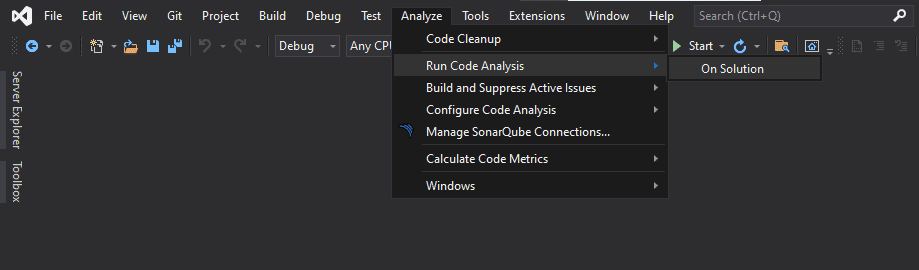 File Edit View Git Project Build Debug Test Analyze Tools Extensions Window Help Search (Ctrl+Q)
Debug Any CPU Start
Code Cleanup
Run Code Analysis
On Solution
Build and Suppress Active Issues
Configure Code Analysis
Manage SonarQube Connections...
Calculate Code Metrics
Windows
Server Explorer
Toolbox